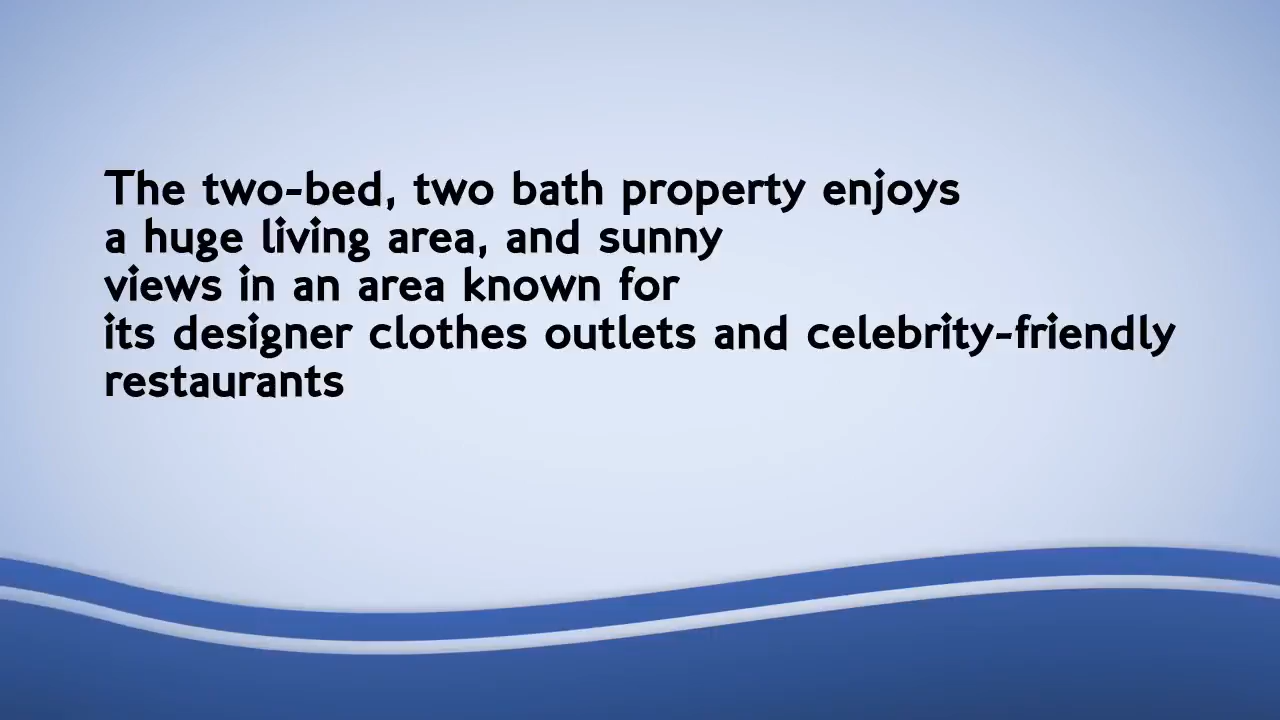 The two-bed, two bath property enjoys
a huge living area, and sunny
views in an area known for
its designer clothes outlets and celebrity-friendly
restaurants